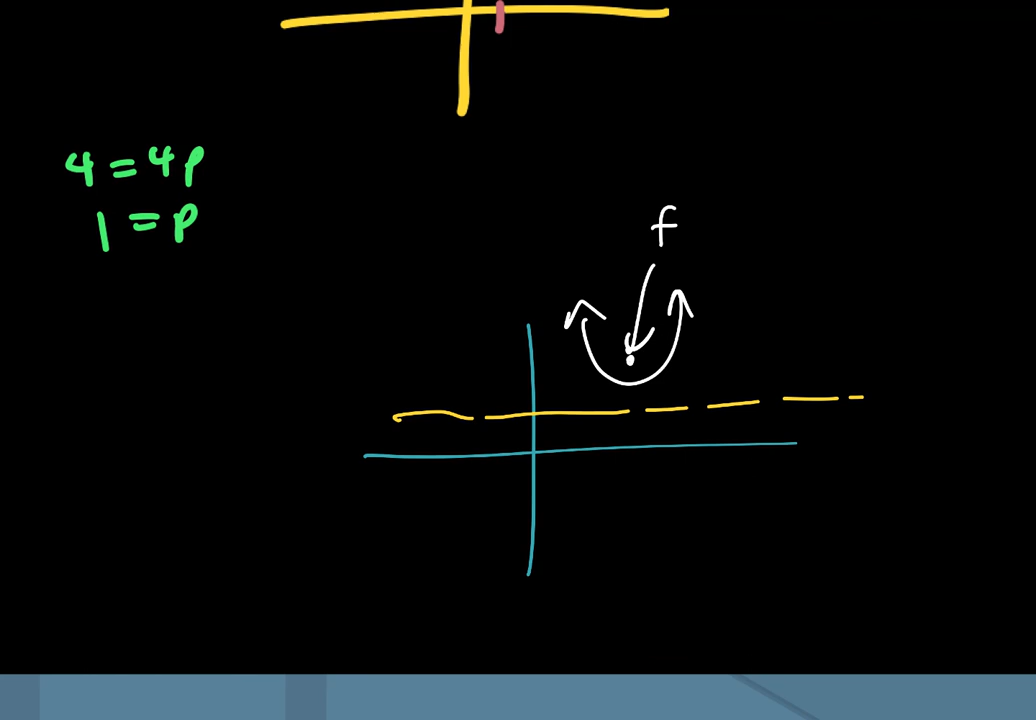 4 = 4p
1 = p
f